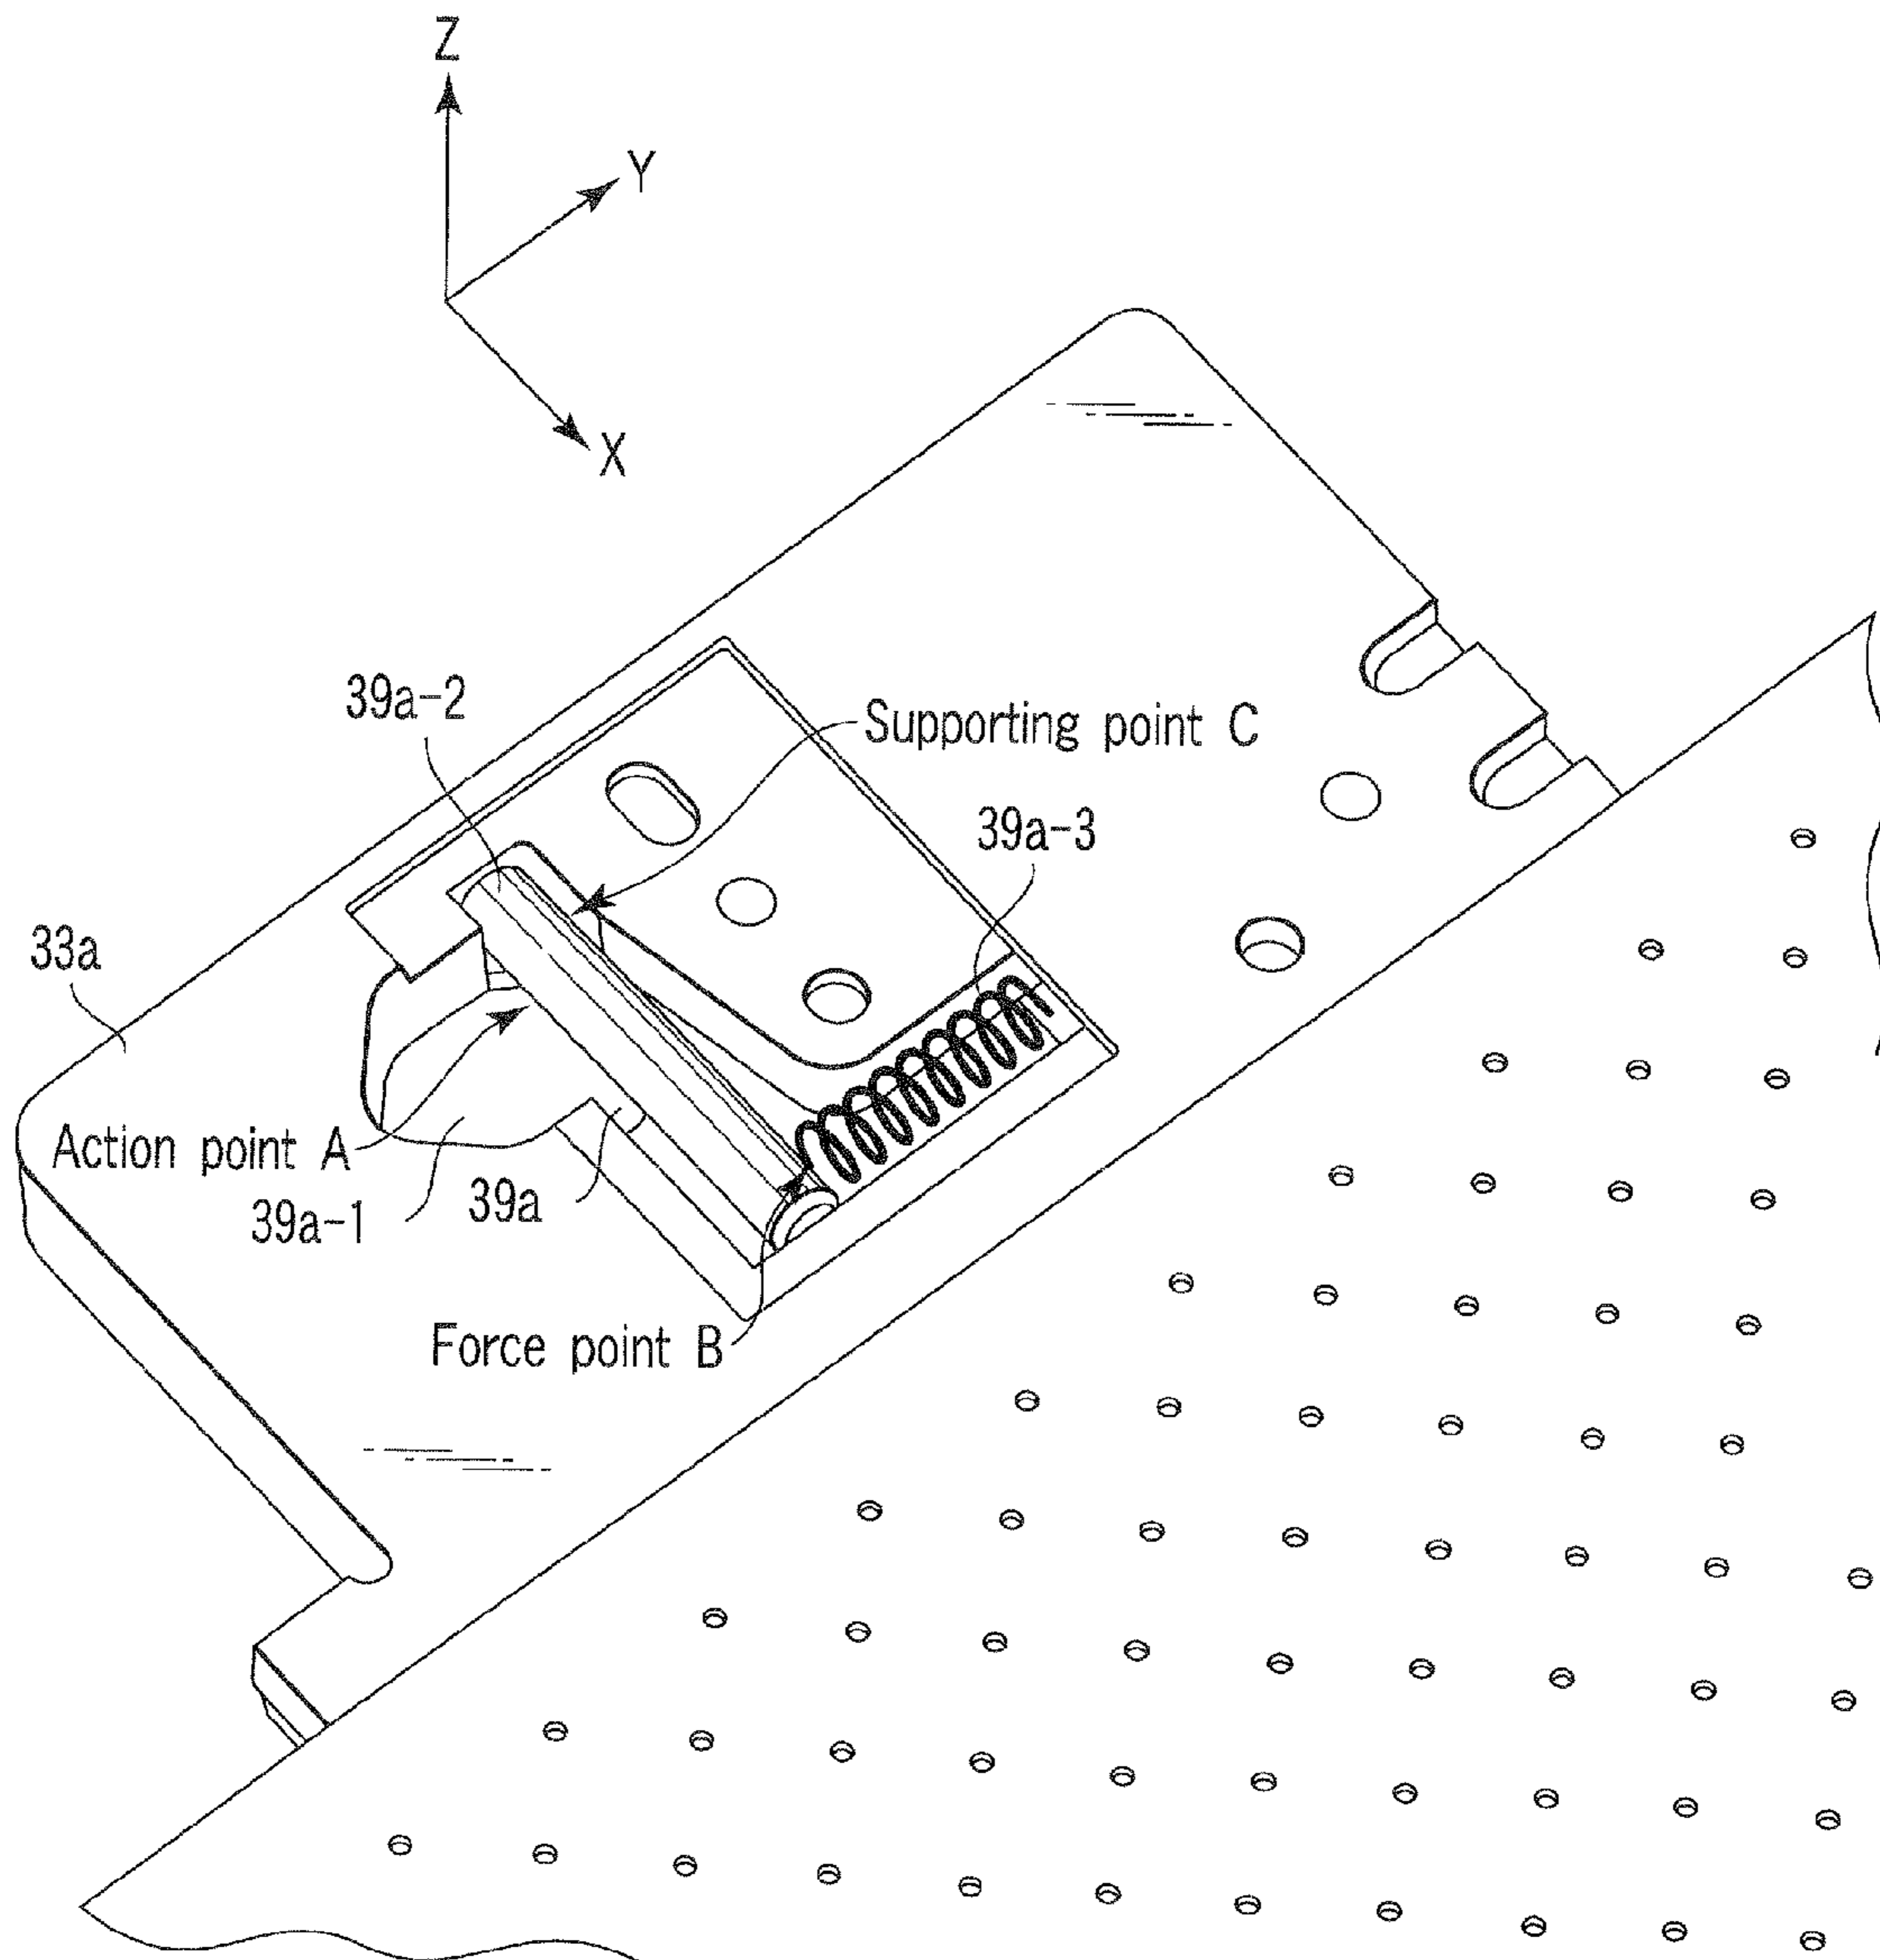 Z
Y
X
39a-2
Supporting point C
39a-3
33a
Action point A
39a-1
39a
Force point B